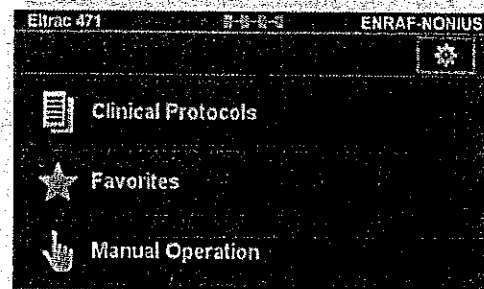 Eltrac 471 ENRAF-NONIUS
Clinical Protocols
Favorites
Manual Operation